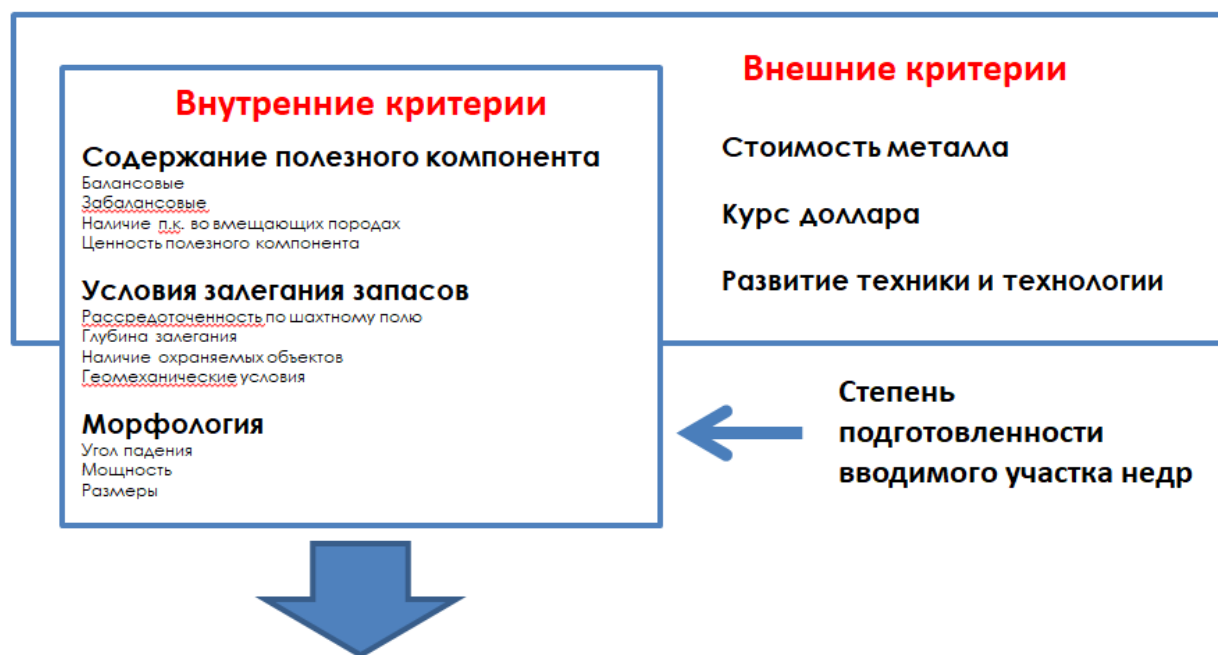 Внутренние критерии
Содержание полезного компонента
Балансовые
Забалансовые
Наличие п.к. во вмещающих породах
Ценность полезного компонента
Условия залегания запасов
Рассредоточенность по шахтному полю
Глубина залегания
Наличие охраняемых объектов
Геомеханические условия
Морфология
Угол падения
Мощность
Размеры
Внешние критерии
Стоимость металла
Курс доллара
Развитие техники и технологии
Степень
подготовленности
вводимого участка недр